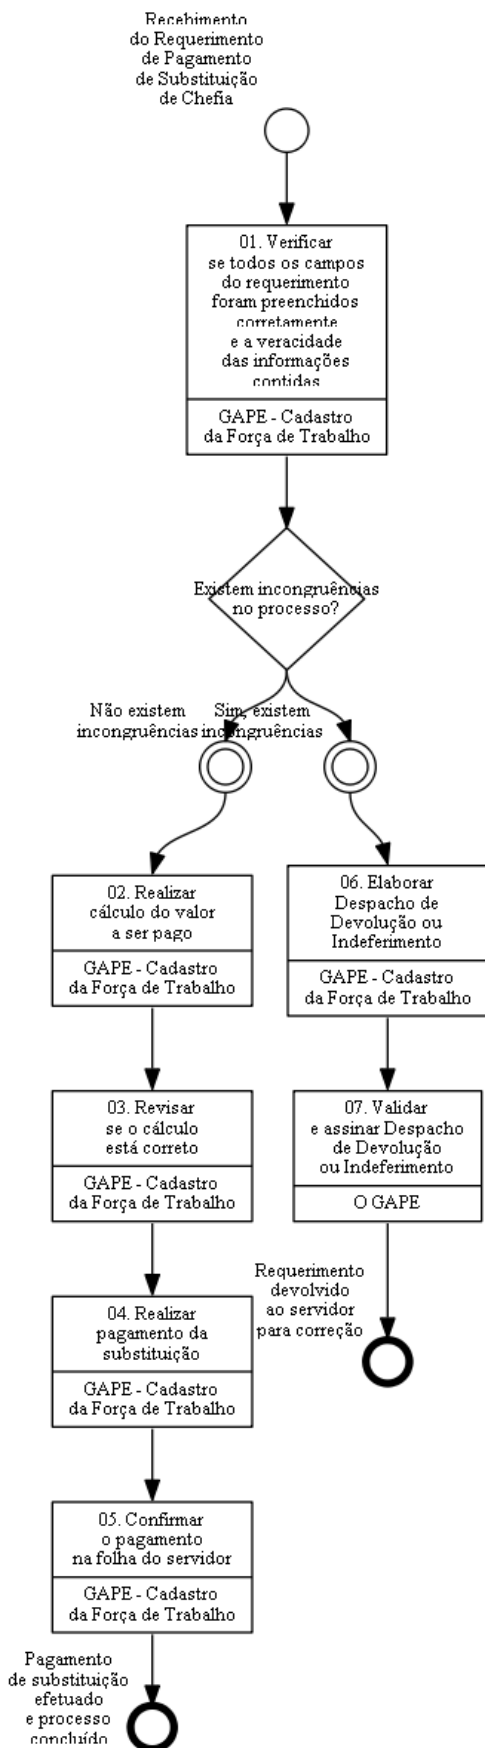 Recebimento
do Requerimento
de Pagamento
de Substituição
de Chefia
01. Verificar
se todos os campos
do requerimento
foram preenchidos
corretamente
e a veracidade
das informações
contidas
GAPE - Cadastro
da Força de Trabalho
Existem incongruências
no processo?
Não existem
incongruências
Sim, existem
incongruências
02. Realizar
cálculo do valor
a ser pago
GAPE - Cadastro
da Força de Trabalho
06. Elaborar
Despacho de
Devolução ou
Indeferimento
GAPE - Cadastro
da Força de Trabalho
03. Revisar
se o cálculo
está correto
GAPE - Cadastro
da Força de Trabalho
07. Validar
e assinar Despacho
de Devolução
ou Indeferimento
O GAPE
Requerimento
devolvido
ao servidor
para correção
04. Realizar
pagamento da
substituição
GAPE - Cadastro
da Força de Trabalho
05. Confirmar
o pagamento
na folha do servidor
GAPE - Cadastro
da Força de Trabalho
Pagamento
de substituição
efetuado
e processo
concluído